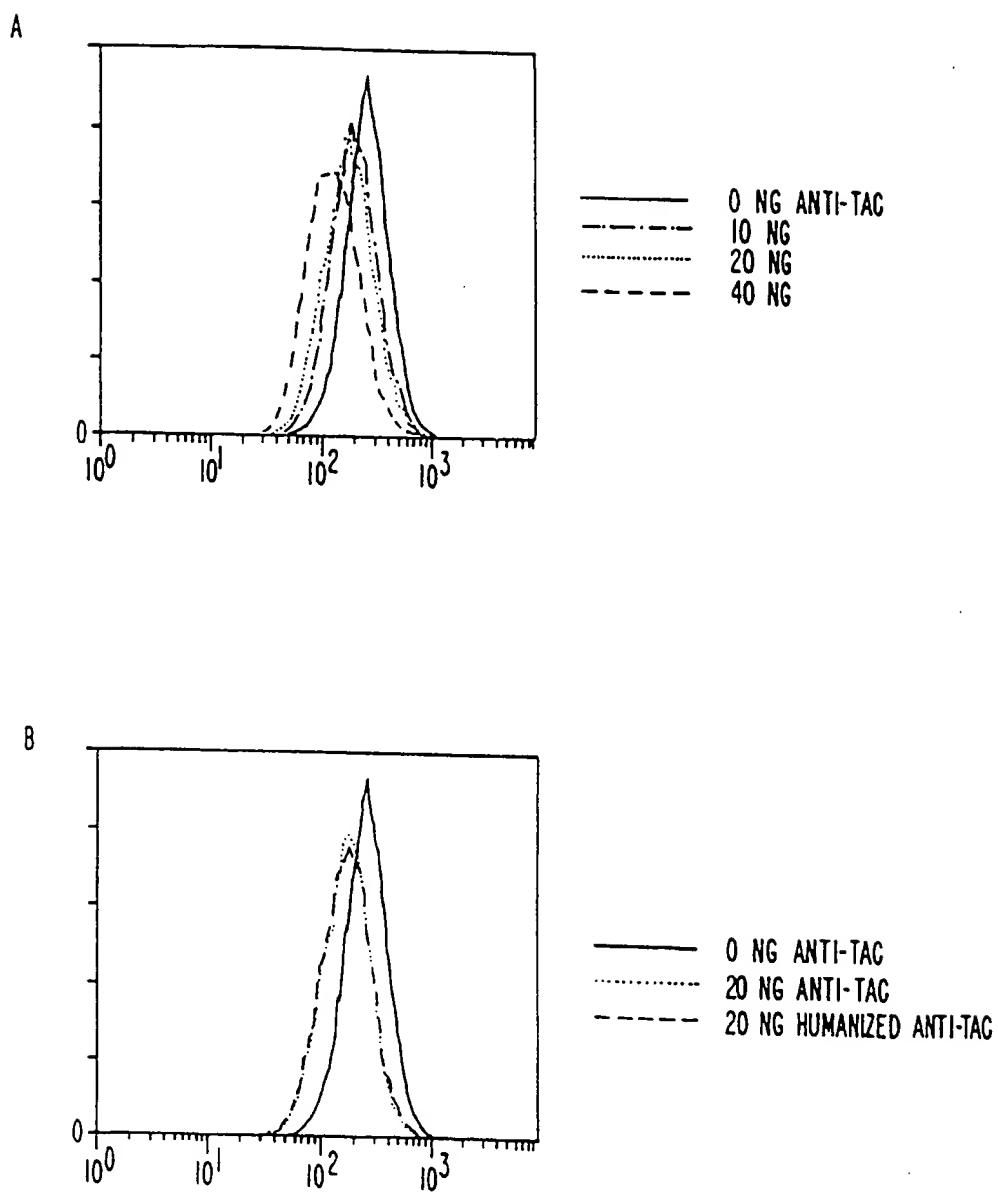 A
0 NG ANTI-TAC
10 NG
20 NG
40 NG
0
10^0 10^1 10^2 10^3
B
0 NG ANTI-TAC
20 NG ANTI-TAC
20 NG HUMANIZED ANTI-TAC
0
10^0 10^1 10^2 10^3